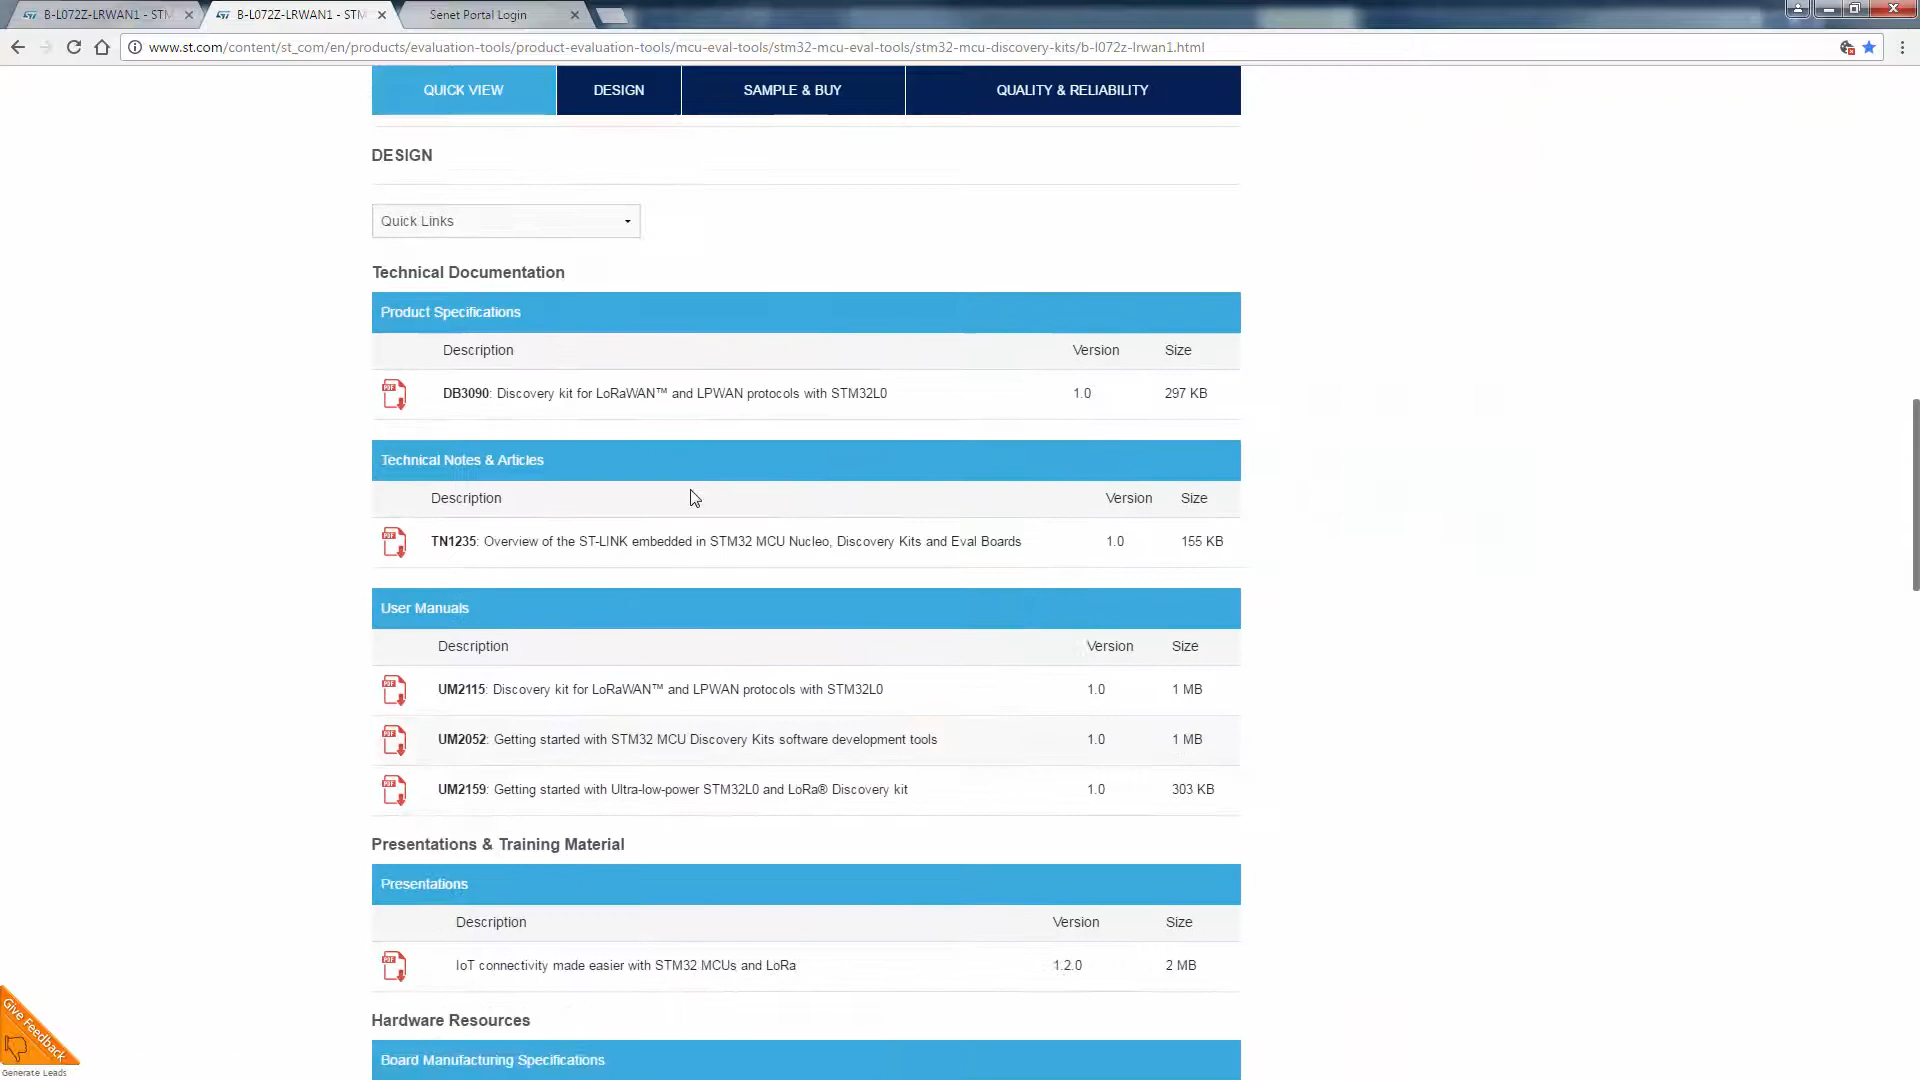 B-L072Z-LRWAN1 - STM
B-L072Z-LRWAN1 - STM
Senet Portal Login
www.st.com/content/st_com/en/products/evaluation-tools/product-evaluation-tools/mcu-eval-tools/stm32-mcu-eval-tools/stm32-mcu-discovery-kits/b-l072z-lrwan1.html
QUICK VIEW DESIGN SAMPLE & BUY QUALITY & RELIABILITY
DESIGN
Quick Links
Technical Documentation
Product Specifications
Description Version Size
PDF DB3090: Discovery kit for LoRaWAN™ and LPWAN protocols with STM32L0 1.0 297 KB
Technical Notes & Articles
Description Version Size
PDF TN1235: Overview of the ST-LINK embedded in STM32 MCU Nucleo, Discovery Kits and Eval Boards 1.0 155 KB
User Manuals
Description Version Size
PDF UM2115: Discovery kit for LoRaWAN™ and LPWAN protocols with STM32L0 1.0 1 MB
PDF UM2052: Getting started with STM32 MCU Discovery Kits software development tools 1.0 1 MB
PDF UM2159: Getting started with Ultra-low-power STM32L0 and LoRa® Discovery kit 1.0 303 KB
Presentations & Training Material
Presentations
Description Version Size
PDF IoT connectivity made easier with STM32 MCUs and LoRa 1.2.0 2 MB
Hardware Resources
Board Manufacturing Specifications
Give Feedback
Generate Leads